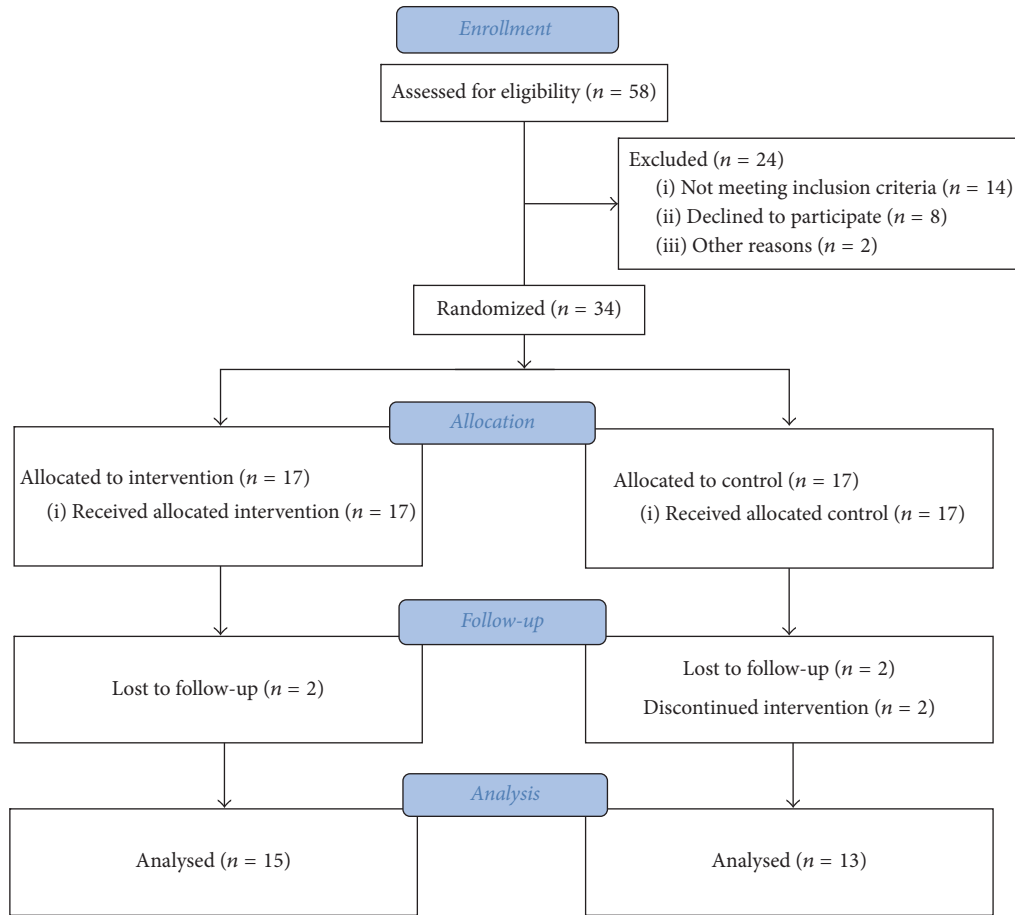 Enrollment
Assessed for eligibility (n = 58)
Excluded (n = 24)
(i) Not meeting inclusion criteria (n = 14)
(ii) Declined to participate (n = 8)
(iii) Other reasons (n = 2)
Randomized (n = 34)
Allocation
Allocated to intervention (n = 17)
(i) Received allocated intervention (n = 17)
Allocated to control (n = 17)
(i) Received allocated control (n = 17)
Follow-up
Lost to follow-up (n = 2)
Lost to follow-up (n = 2)
Discontinued intervention (n = 2)
Analysis
Analysed (n = 15)
Analysed (n = 13)